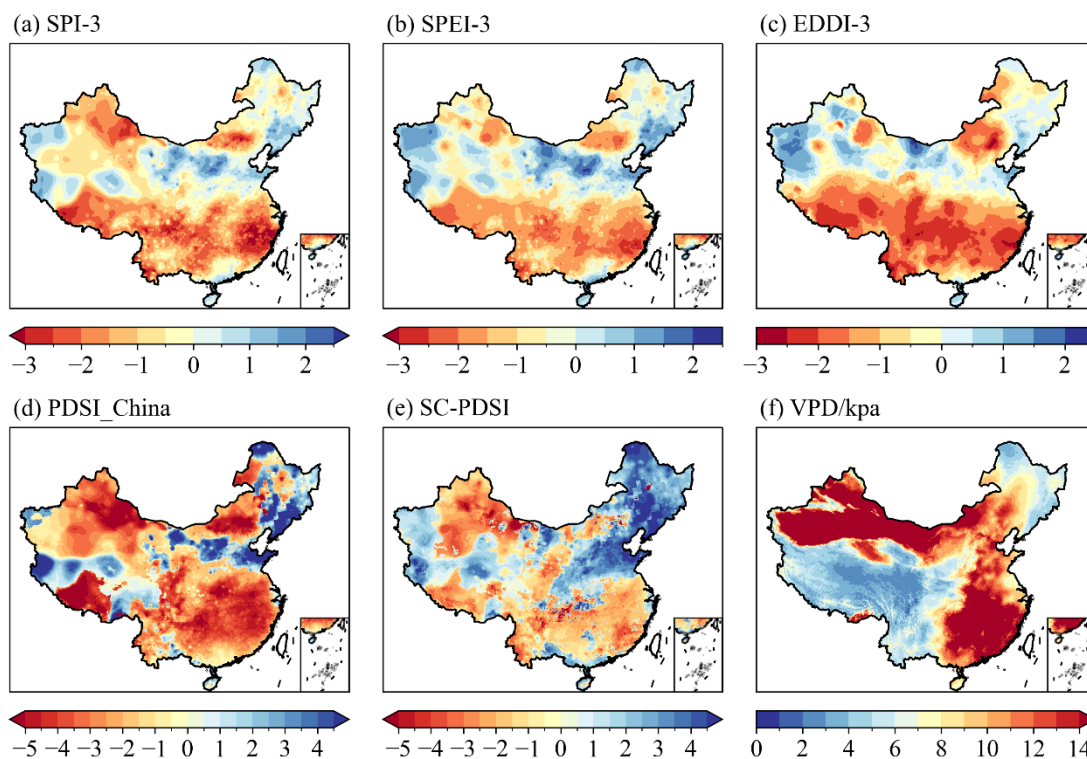 (a) SPI-3
(b) SPEI-3
(c) EDDI-3
−3 −2 −1 0 1 2
−3 −2 −1 0 1 2
−3 −2 −1 0 1 2
(d) PDSI_China
(e) SC-PDSI
(f) VPD/kpa
−5 −4 −3 −2 −1 0 1 2 3 4
−5 −4 −3 −2 −1 0 1 2 3 4
0 2 4 6 8 10 12 14